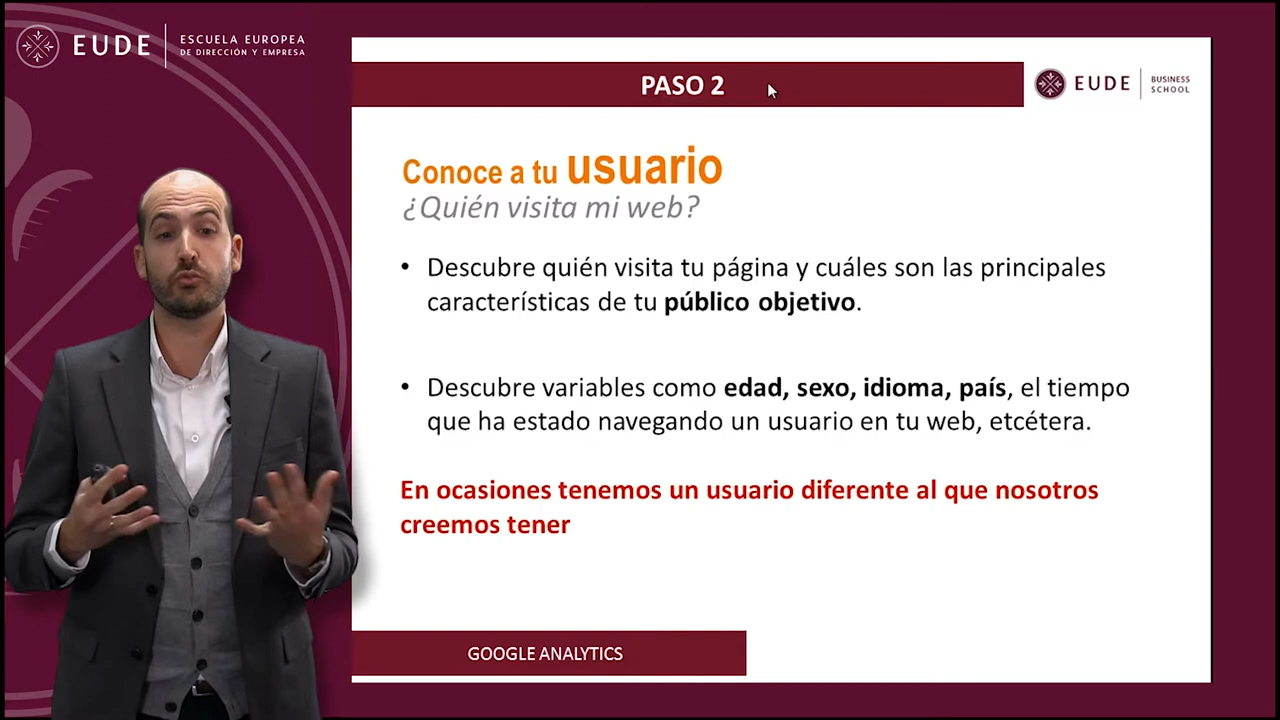 EUDE
ESCUELA EUROPEA
DE DIRECCIÓN Y EMPRESA
PASO 2
EUDE
BUSINESS
SCHOOL
Conoce a tu usuario
¿Quién visita mi web?
• Descubre quién visita tu página y cuáles son las principales
características de tu público objetivo.
• Descubre variables como edad, sexo, idioma, país, el tiempo
que ha estado navegando un usuario en tu web, etcétera.
En ocasiones tenemos un usuario diferente al que nosotros
creemos tener
GOOGLE ANALYTICS